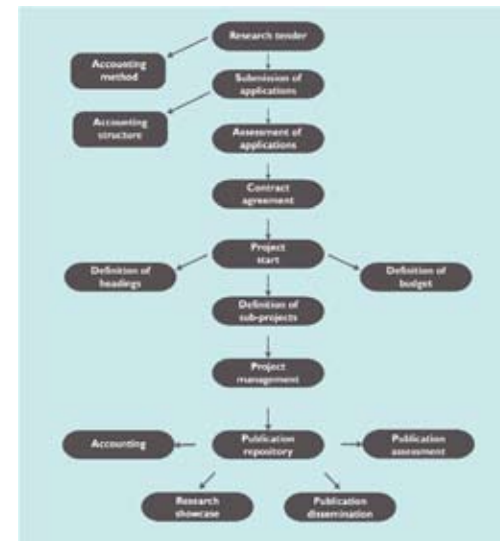 Research tender
Accounting
method
Submission of
applications
Accounting
structure
Assessment of
applications
Contract
agreement
Project
start
Definition of
headings
Definition of
budget
Definition of
sub-projects
Project
management
Accounting
Publication
repository
Publication
assessment
Research
showcase
Publication
dissemination